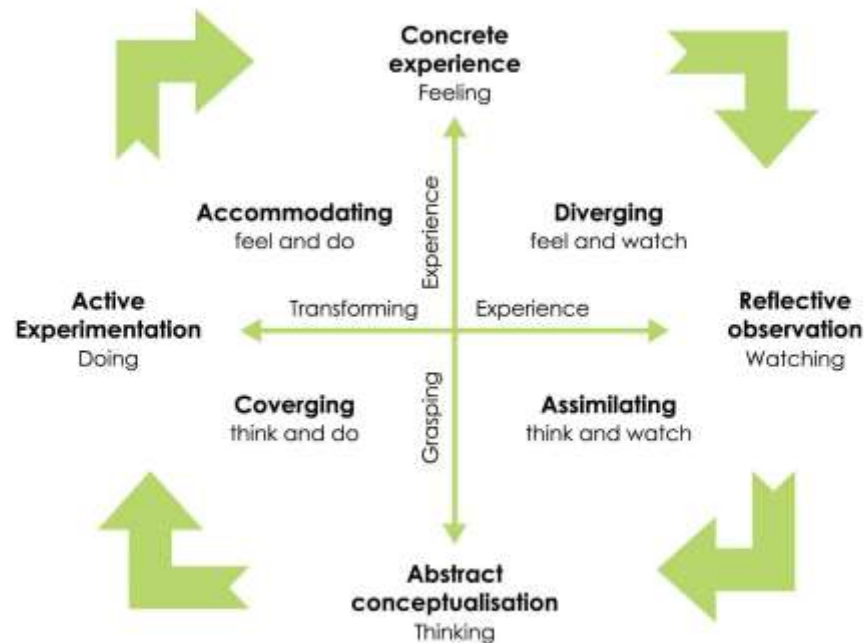 Concrete
experience
Feeling
Experience
Accommodating
feel and do
Diverging
feel and watch
Active
Experimentation
Doing
Transforming
Experience
Reflective
observation
Watching
Coverging
think and do
Grasping
Assimilating
think and watch
Abstract
conceptualisation
Thinking